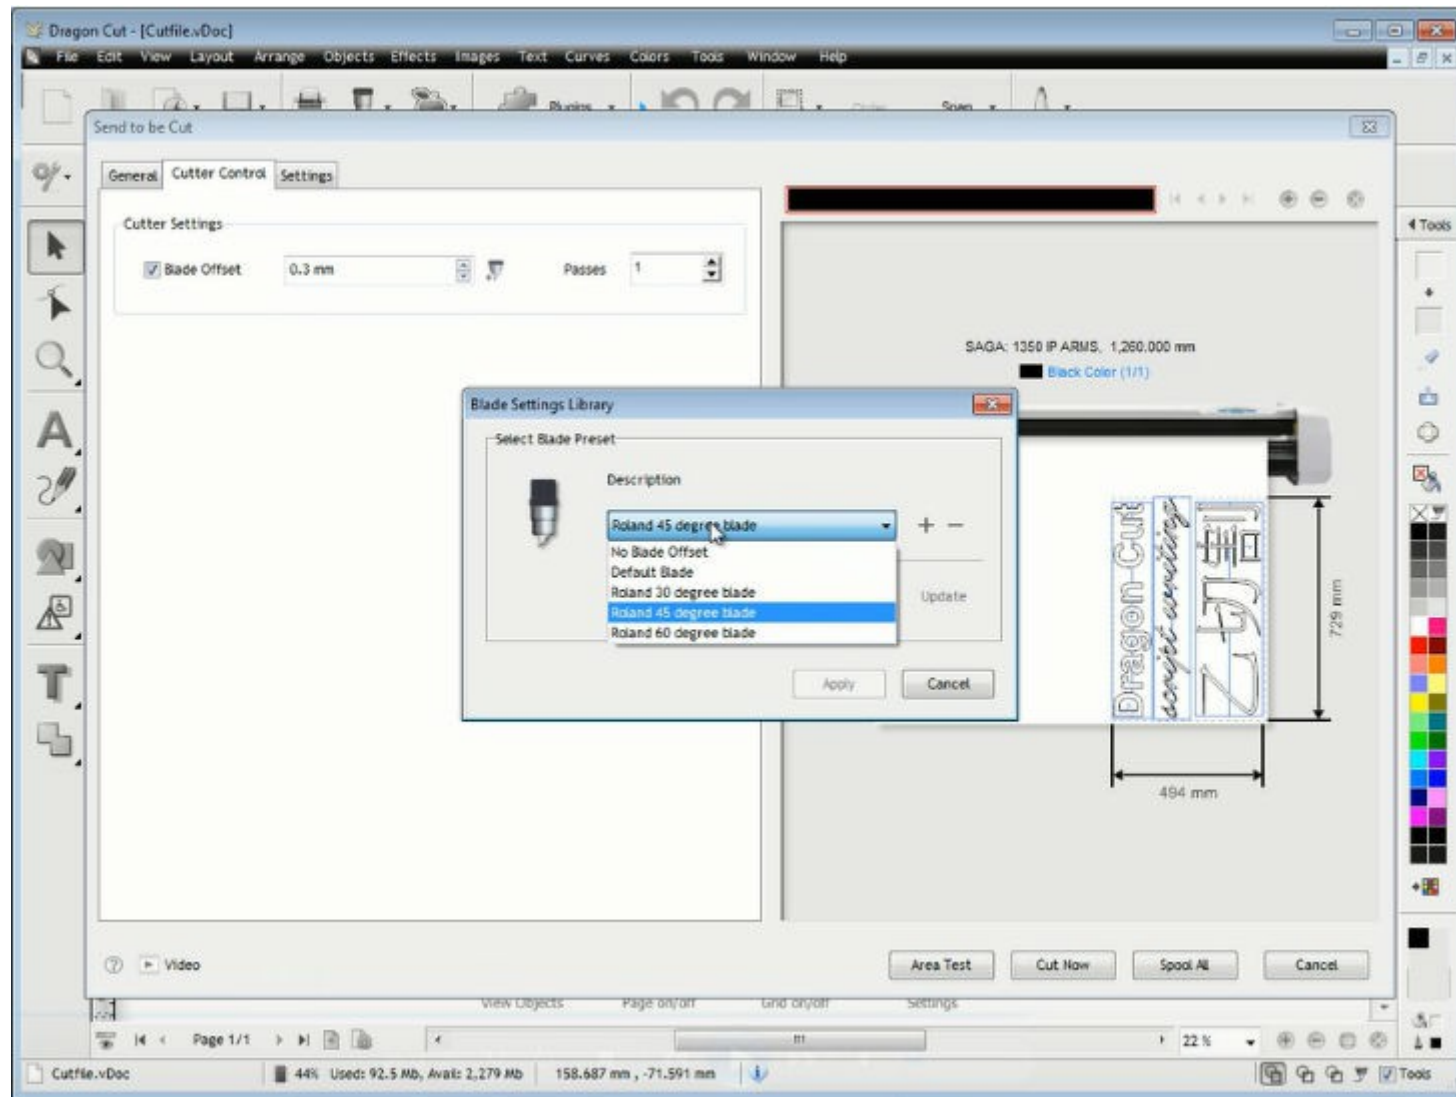 Dragon Cut - [Cutfile.vDoc]
File Edit View Layout Arrange Objects Effects Images Text Curves Colors Tools Window Help
Plugins
Snap
Send to be Cut
General Cutter Control Settings
Cutter Settings
Blade Offset 0.3 mm Passes 1
Tools
SAGA: 1350 IP ARMS, 1,260.000 mm
Black Color (1/1)
Blade Settings Library
Select Blade Preset
Description
Roland 45 degree blade
No Blade Offset
Default Blade
Roland 30 degree blade
Roland 45 degree blade
Roland 60 degree blade
Update
Apply Cancel
Dragon Cut
script writing
729 mm
494 mm
Video
Area Test Cut Now Spool All Cancel
View Objects Page on/off Grid on/off Settings
Page 1/1
22 %
Cutfile.vDoc 44% Used: 92.5 Mb, Avail: 2,279 Mb 158.687 mm , -71.591 mm Tools